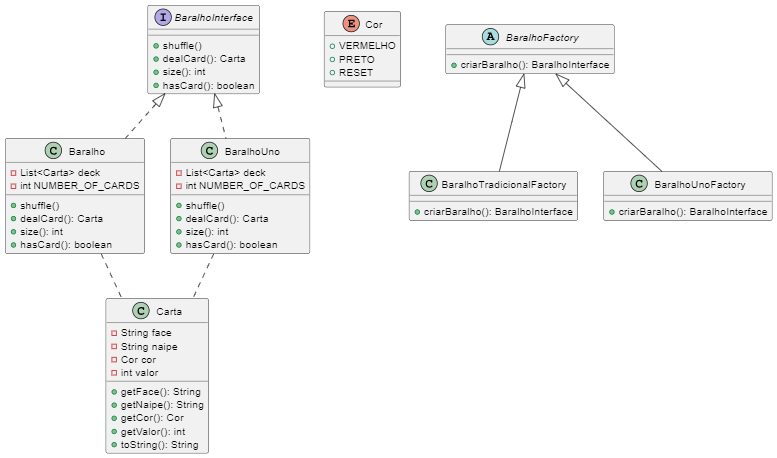 I BaralhoInterface
shuffle()
dealCard(): Carta
size(): int
hasCard(): boolean
E Cor
VERMELHO
PRETO
RESET
A BaralhoFactory
criarBaralho(): BaralhoInterface
C Baralho
List<Carta> deck
int NUMBER_OF_CARDS
shuffle()
dealCard(): Carta
size(): int
hasCard(): boolean
C BaralhoUno
List<Carta> deck
int NUMBER_OF_CARDS
shuffle()
dealCard(): Carta
size(): int
hasCard(): boolean
C BaralhoTradicionalFactory
criarBaralho(): BaralhoInterface
C BaralhoUnoFactory
criarBaralho(): BaralhoInterface
C Carta
String face
String naipe
Cor cor
int valor
getFace(): String
getNaipe(): String
getCor(): Cor
getValor(): int
toString(): String